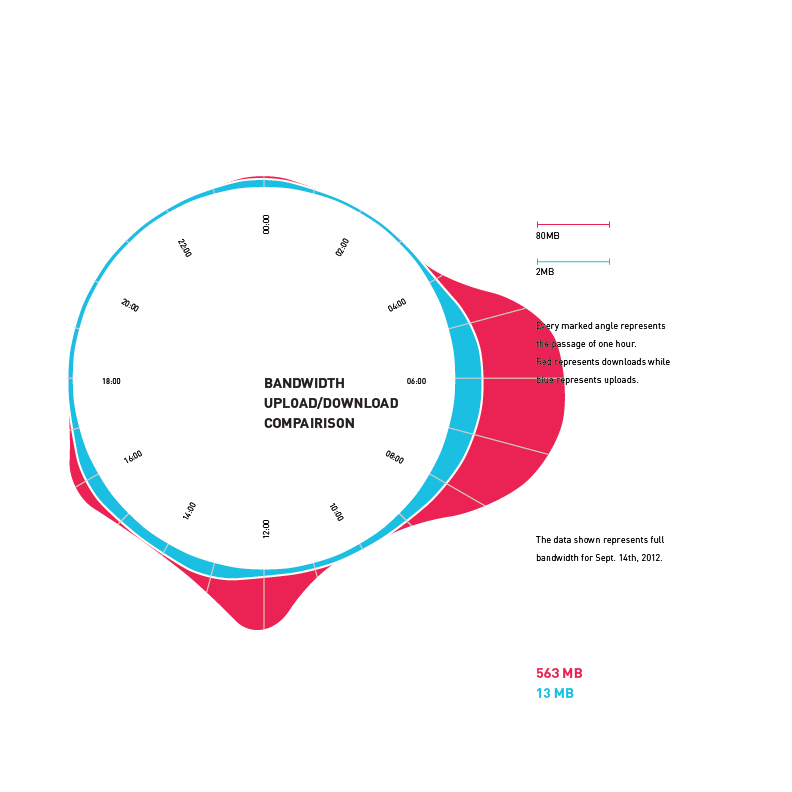 00:00
02:00
04:00
06:00
08:00
10:00
12:00
14:00
16:00
18:00
20:00
22:00
BANDWIDTH
UPLOAD/DOWNLOAD
COMPAIRISON
80MB
2MB
Every marked angle represents
the passage of one hour.
Red represents downloads while
blue represents uploads.
The data shown represents full
bandwidth for Sept. 14th, 2012.
563 MB
13 MB